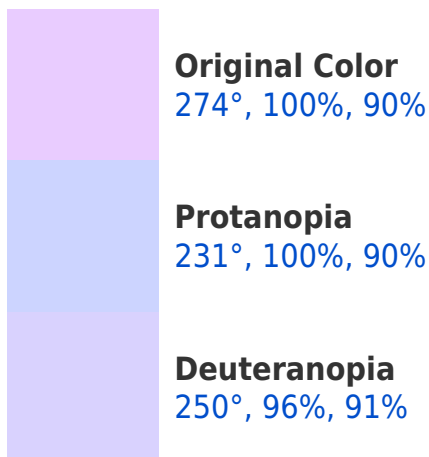 Original Color
274°, 100%, 90%
Protanopia
231°, 100%, 90%
Deuteranopia
250°, 96%, 91%